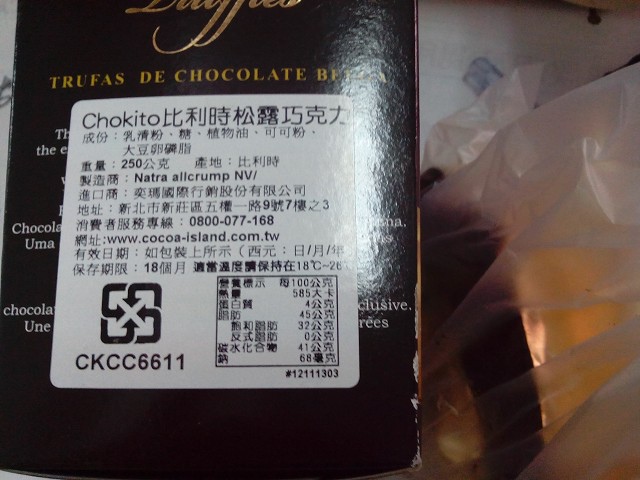 Truffles
TRUFAS DE CHOCOLATE
Chokito比利時松露巧克力
成份：乳清粉、糖、植物油、可可粉、
大豆卵磷脂
重量：250公克 產地：比利時
製造商：Natra allcrump NV/
進口商：奕瑪國際行銷股份有限公司
地址：新北市新莊區五權一路9號7樓之3
消費者服務專線：0800-077-168
網址:www.cocoa-island.com.tw
有效日期：如包裝上所示（西元：日/月/年
保存期限：18個月 適當溫度請保持在18℃~26℃
營養標示 每100公克
熱量 585大卡
蛋白質 4公克
脂肪 45公克
飽和脂肪 32公克
反式脂肪 0公克
碳水化合物 41公克
鈉 68毫克
CKCC6611
#12111303
Th
the e
Chocola
Uma
chocola
Une
clusive.